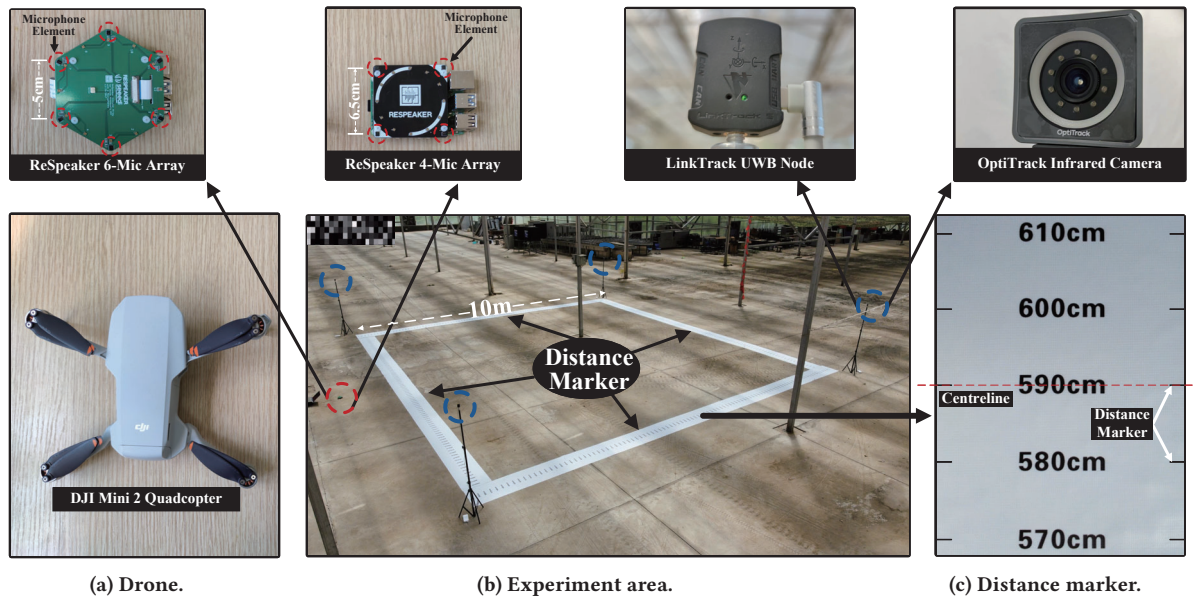 Microphone
Element
5cm
ReSpeaker 6-Mic Array
Microphone
Element
6.5cm
RESPEAKER
ReSpeaker 4-Mic Array
LinkTrack UWB Node
OptiTrack
OptiTrack Infrared Camera
dji
DJI Mini 2 Quadcopter
10m
Distance
Marker
610cm
600cm
590cm
Centreline
Distance
Marker
580cm
570cm
(a) Drone.
(b) Experiment area.
(c) Distance marker.